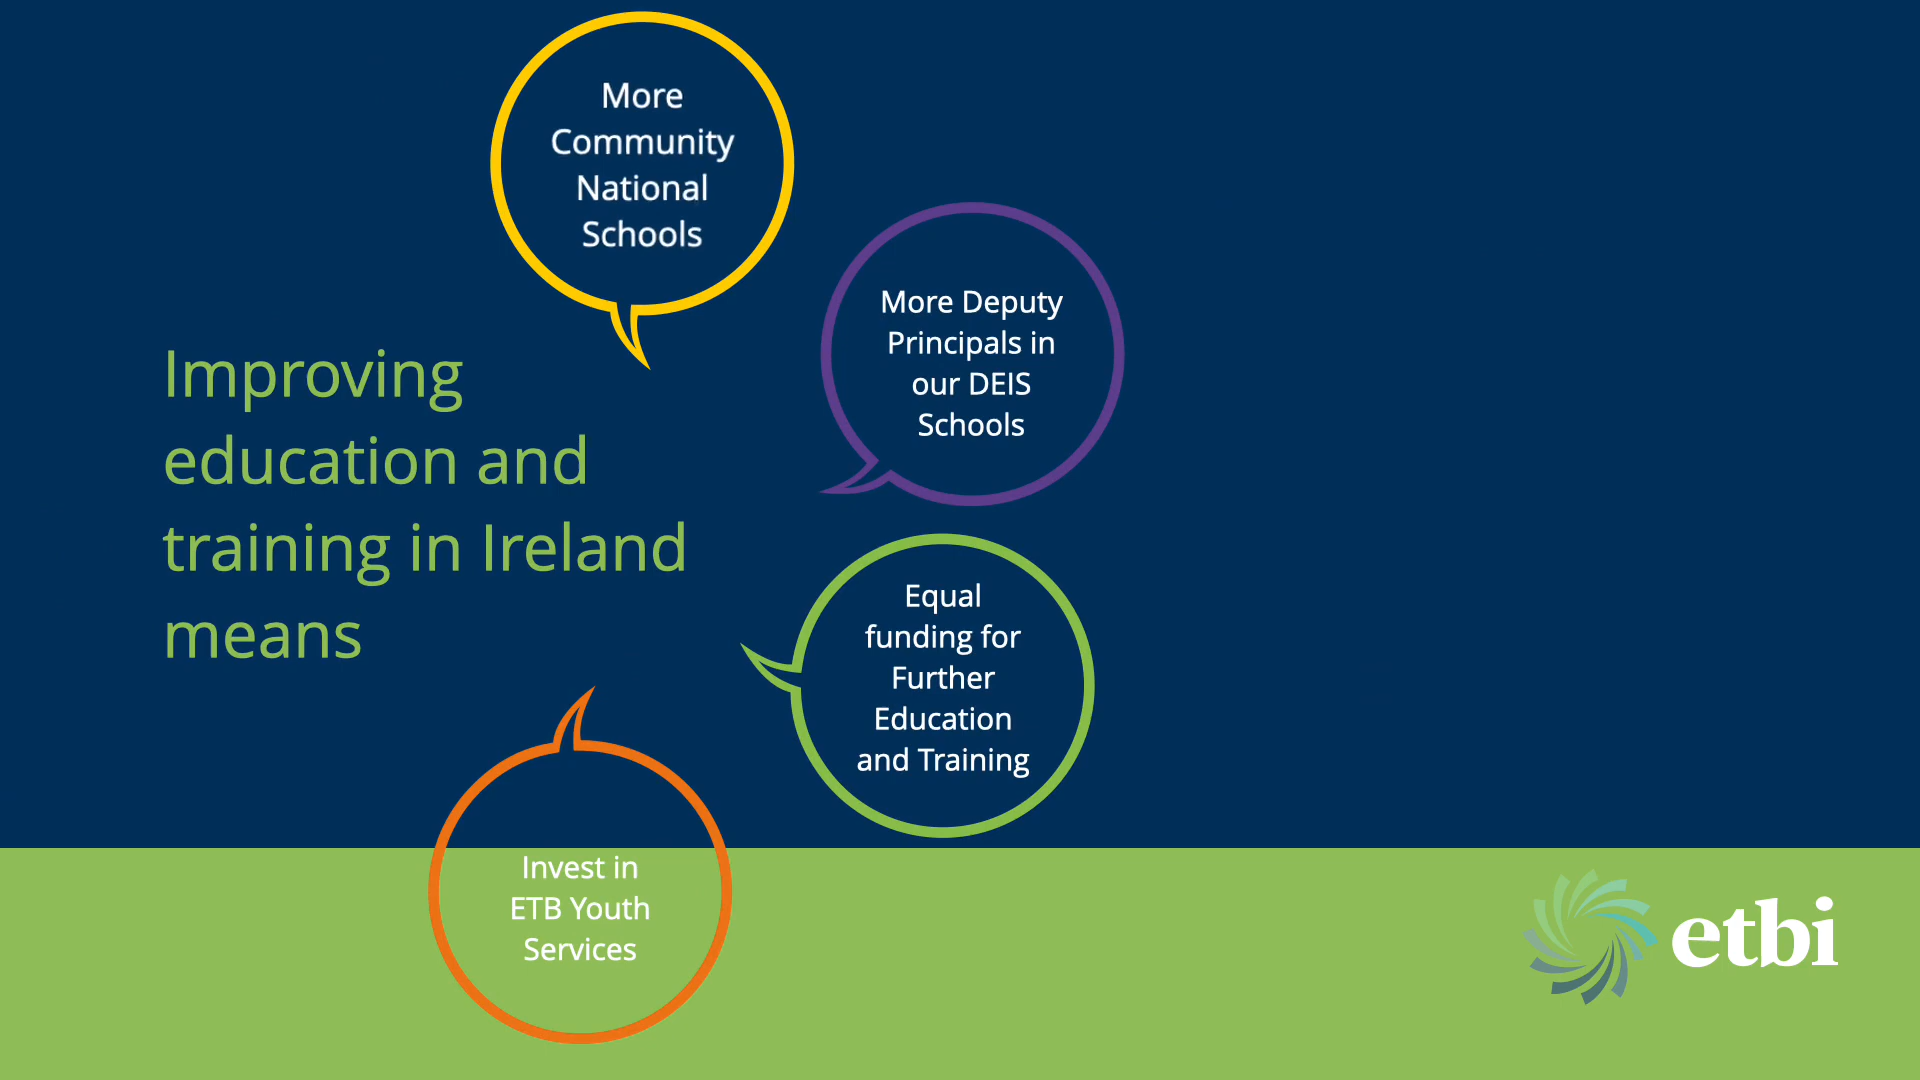 Improving
education and
training in Ireland
means
More
Community
National
Schools
More Deputy
Principals in
our DEIS
Schools
Equal
funding for
Further
Education
and Training
Invest in
ETB Youth
Services
etbi